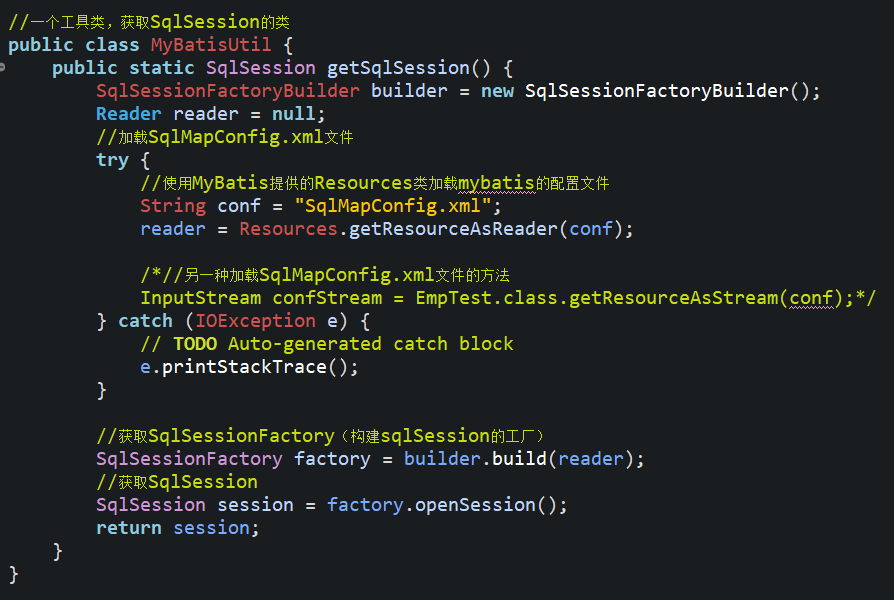 //一个工具类，获取SqlSession的类
public class MyBatisUtil {
    public static SqlSession getSqlSession() {
        SqlSessionFactoryBuilder builder = new SqlSessionFactoryBuilder();
        Reader reader = null;
        //加载SqlMapConfig.xml文件
        try {
            //使用MyBatis提供的Resources类加载mybatis的配置文件
            String conf = "SqlMapConfig.xml";
            reader = Resources.getResourceAsReader(conf);

            /*//另一种加载SqlMapConfig.xml文件的方法
            InputStream confStream = EmpTest.class.getResourceAsStream(conf);*/
        } catch (IOException e) {
            // TODO Auto-generated catch block
            e.printStackTrace();
        }

        //获取SqlSessionFactory（构建sqlSession的工厂）
        SqlSessionFactory factory = builder.build(reader);
        //获取SqlSession
        SqlSession session = factory.openSession();
        return session;
    }
}